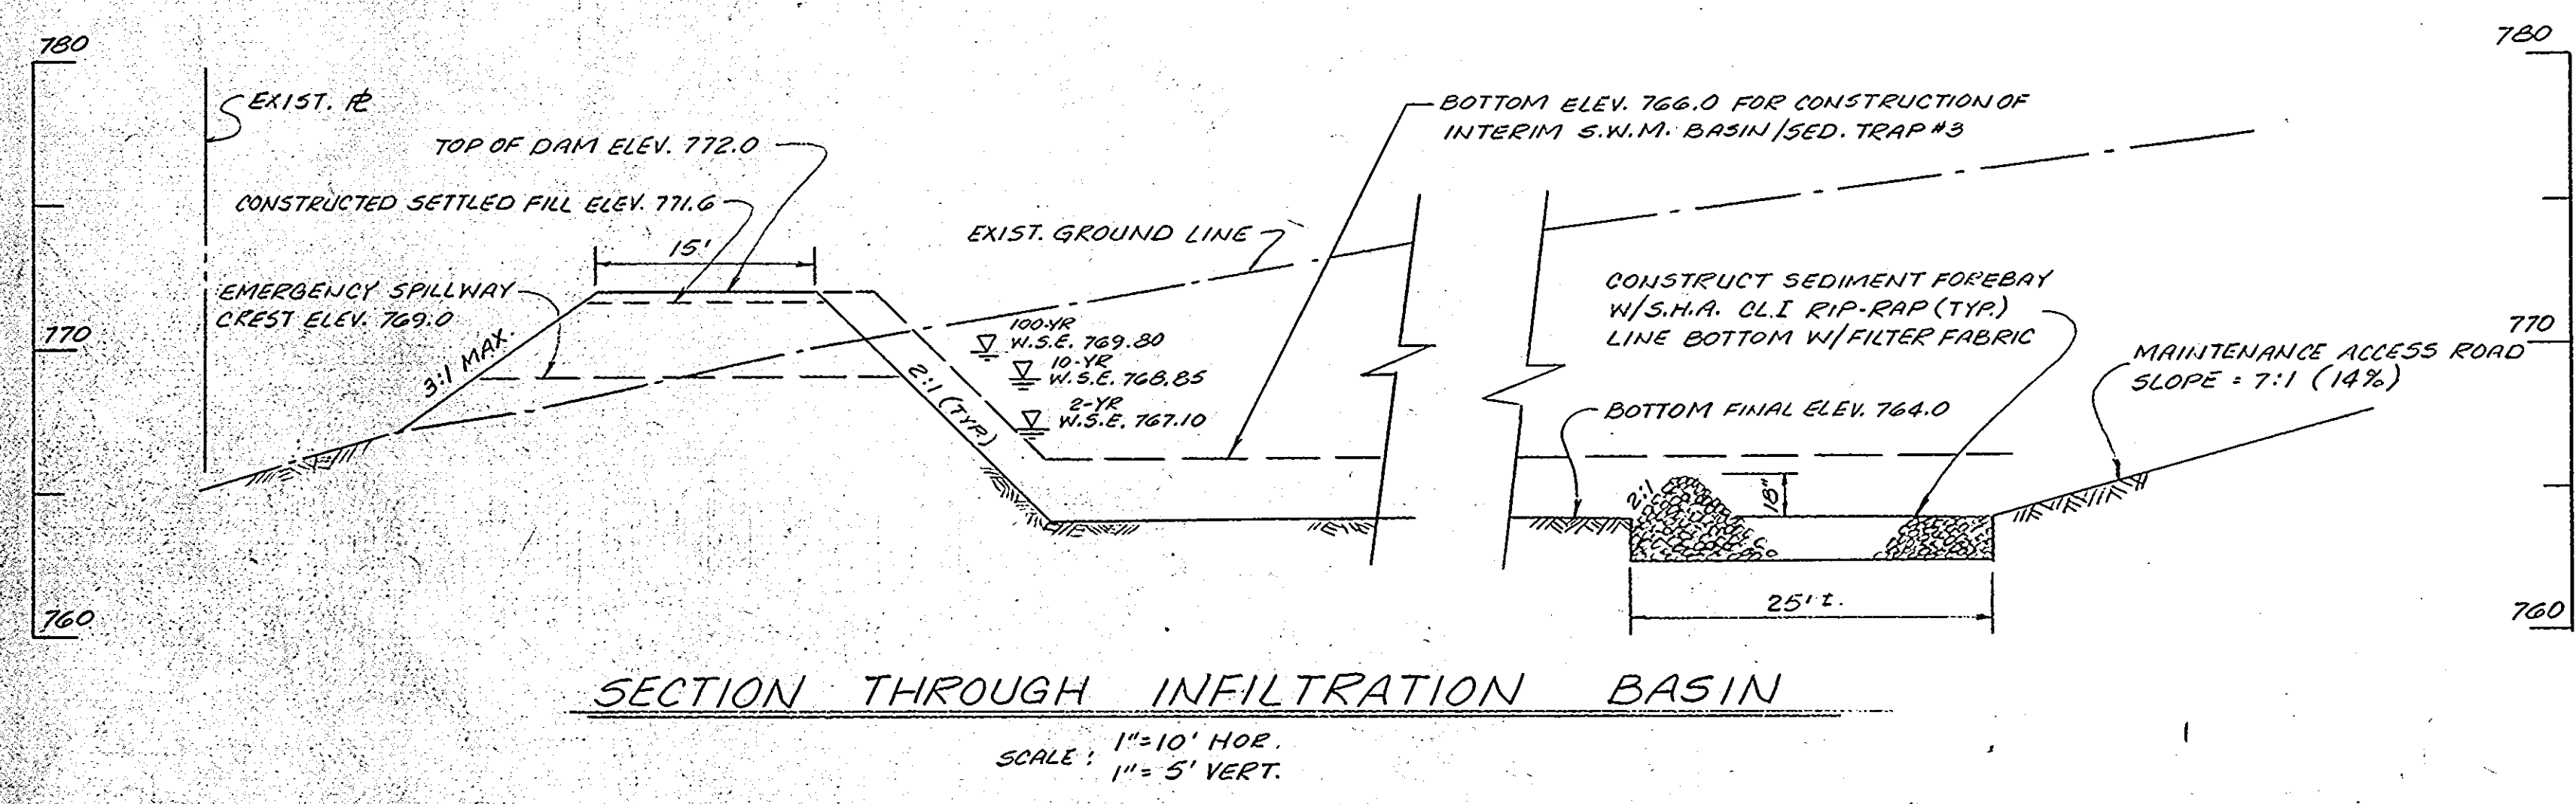 780
780
EXIST. ⅊
BOTTOM ELEV. 766.0 FOR CONSTRUCTION OF
INTERIM S.W.M. BASIN/SED. TRAP #3
TOP OF DAM ELEV. 772.0
CONSTRUCTED SETTLED FILL ELEV. 771.6
15'
EXIST. GROUND LINE
EMERGENCY SPILLWAY
CREST ELEV. 769.0
CONSTRUCT SEDIMENT FOREBAY
W/S.H.A. CL.I RIP-RAP (TYP.)
LINE BOTTOM W/FILTER FABRIC
770
770
100-YR
W.S.E. 769.80
10-YR
W.S.E. 768.85
2-YR
W.S.E. 767.10
3:1 MAX.
2:1 (TYP.)
MAINTENANCE ACCESS ROAD
SLOPE = 7:1 (14%)
BOTTOM FINAL ELEV. 764.0
2:1
18"
25' ±.
760
760
SECTION THROUGH INFILTRATION BASIN
SCALE: 1"=10' HOR.
1"= 5' VERT.